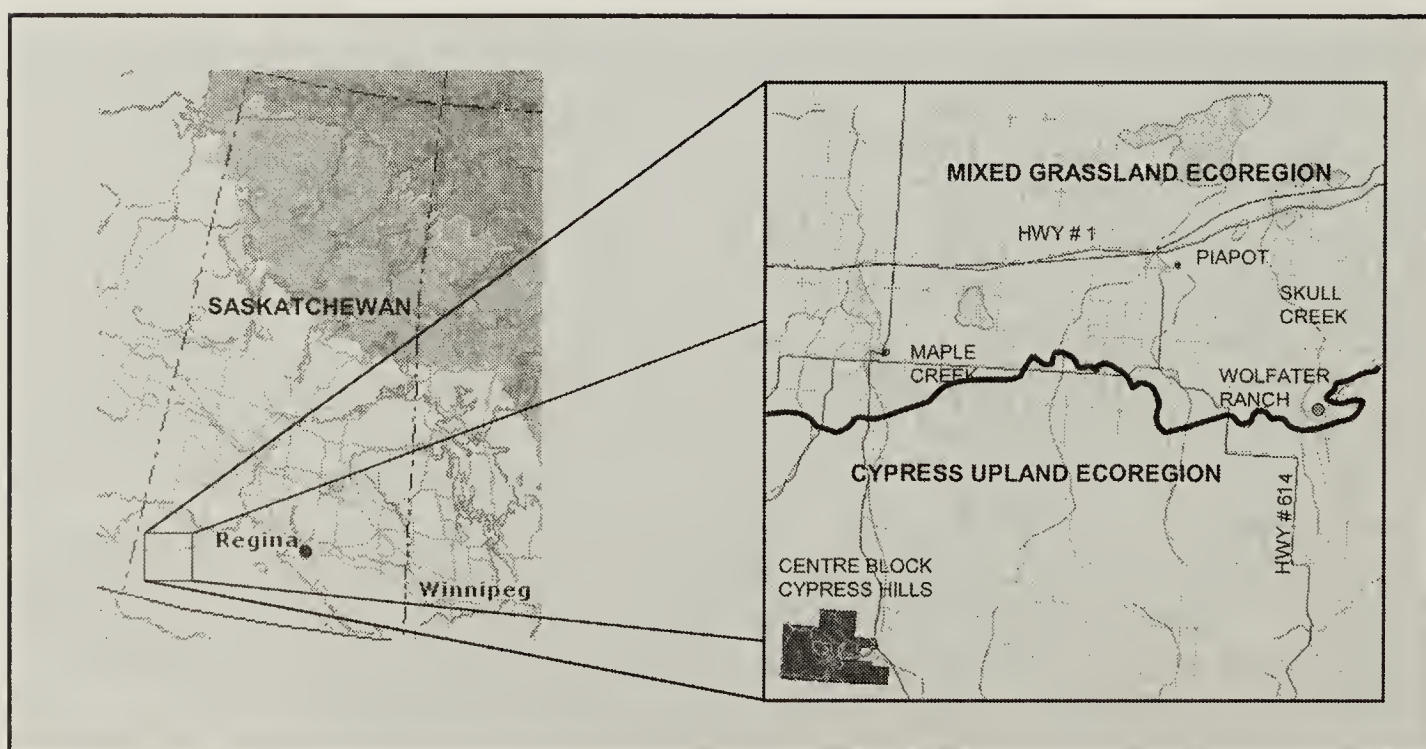 SASKATCHEWAN
Regina
Winnipeg
MIXED GRASSLAND ECOREGION
HWY # 1
PIAPOT
SKULL
CREEK
MAPLE
CREEK
WOLFATER
RANCH
CYPRESS UPLAND ECOREGION
HWY # 614
CENTRE BLOCK
CYPRESS HILLS